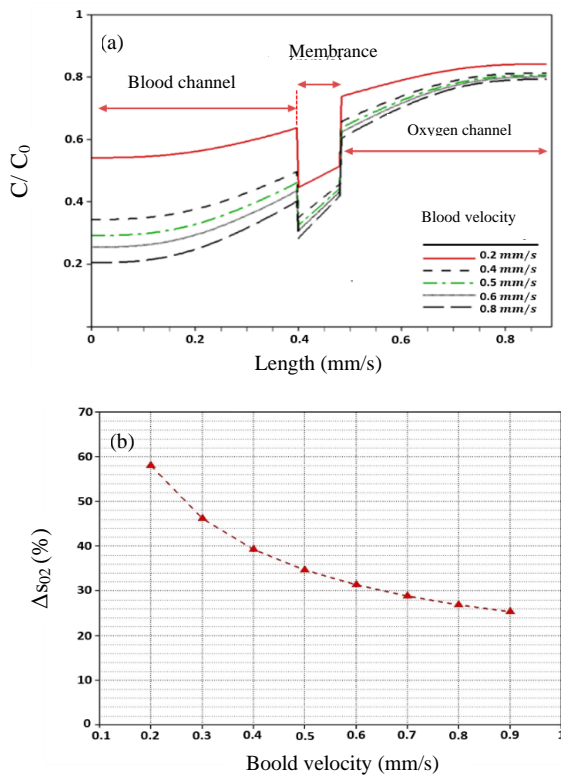 (a)
Membrance
Blood channel
Oxygen channel
Blood velocity
0.2 mm/s
0.4 mm/s
0.5 mm/s
0.6 mm/s
0.8 mm/s
C/ C0
1
0.8
0.6
0.4
0.2
0 0.2 0.4 0.6 0.8
Length (mm/s)
(b)
Δs02 (%)
70
60
50
40
30
20
0
0.1 0.2 0.3 0.4 0.5 0.6 0.7 0.8 0.9 1
Boold velocity (mm/s)